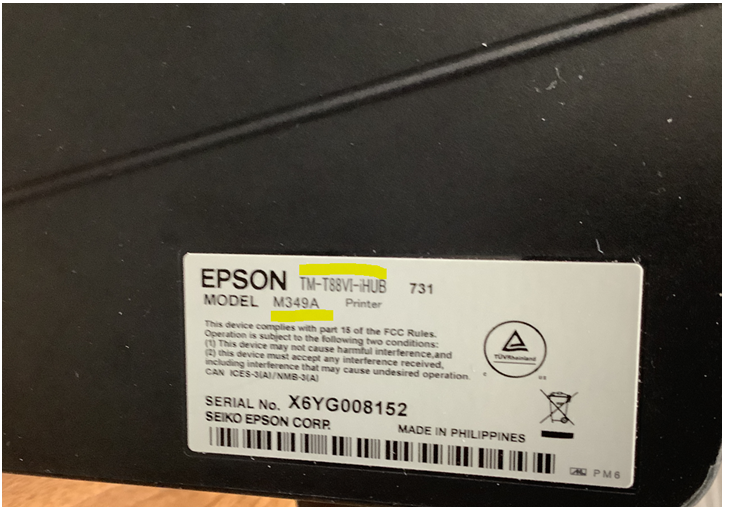 EPSON TM-T88VI-iHUB 731
MODEL M349A Printer
This device complies with part 15 of the FCC Rules.
Operation is subject to the following two conditions:
(1) This device may not cause harmful interference,and
(2) this device must accept any interference received,
including interference that may cause undesired operation.
CAN ICES-3(A)/NMB-3(A)
TÜVRheinland
SERIAL No. X6YG008152
SEIKO EPSON CORP.
MADE IN PHILIPPINES
PM6